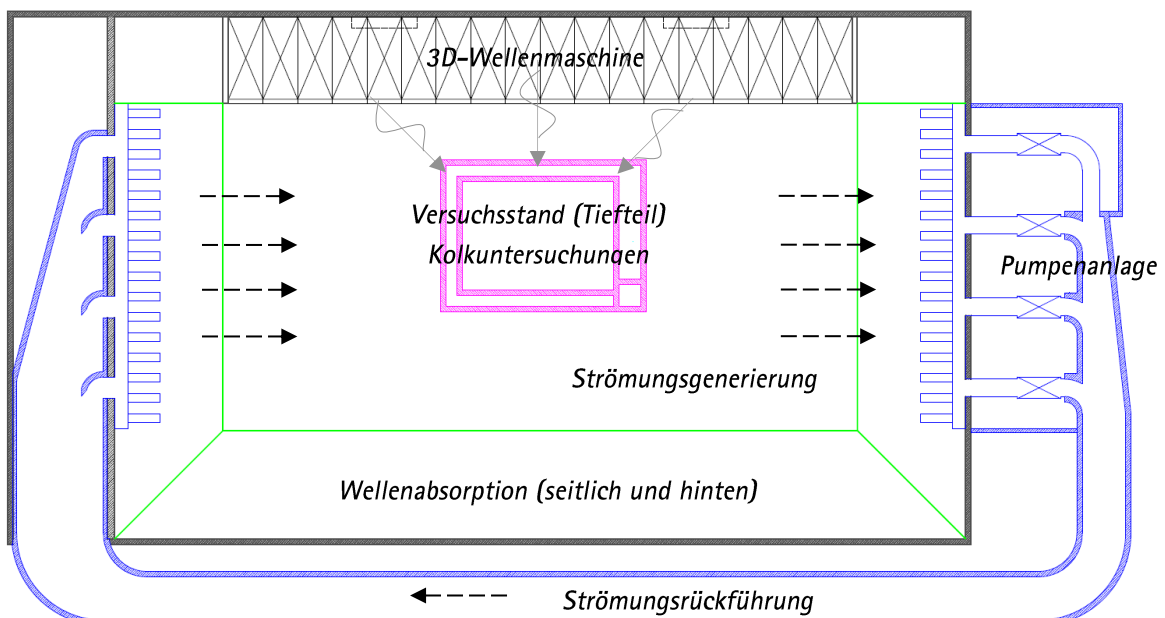 3D-Wellenmaschine
Versuchsstand (Tiefteil)
Kolkuntersuchungen
Pumpenanlage
Strömungsgenerierung
Wellenabsorption (seitlich und hinten)
Strömungsrückführung